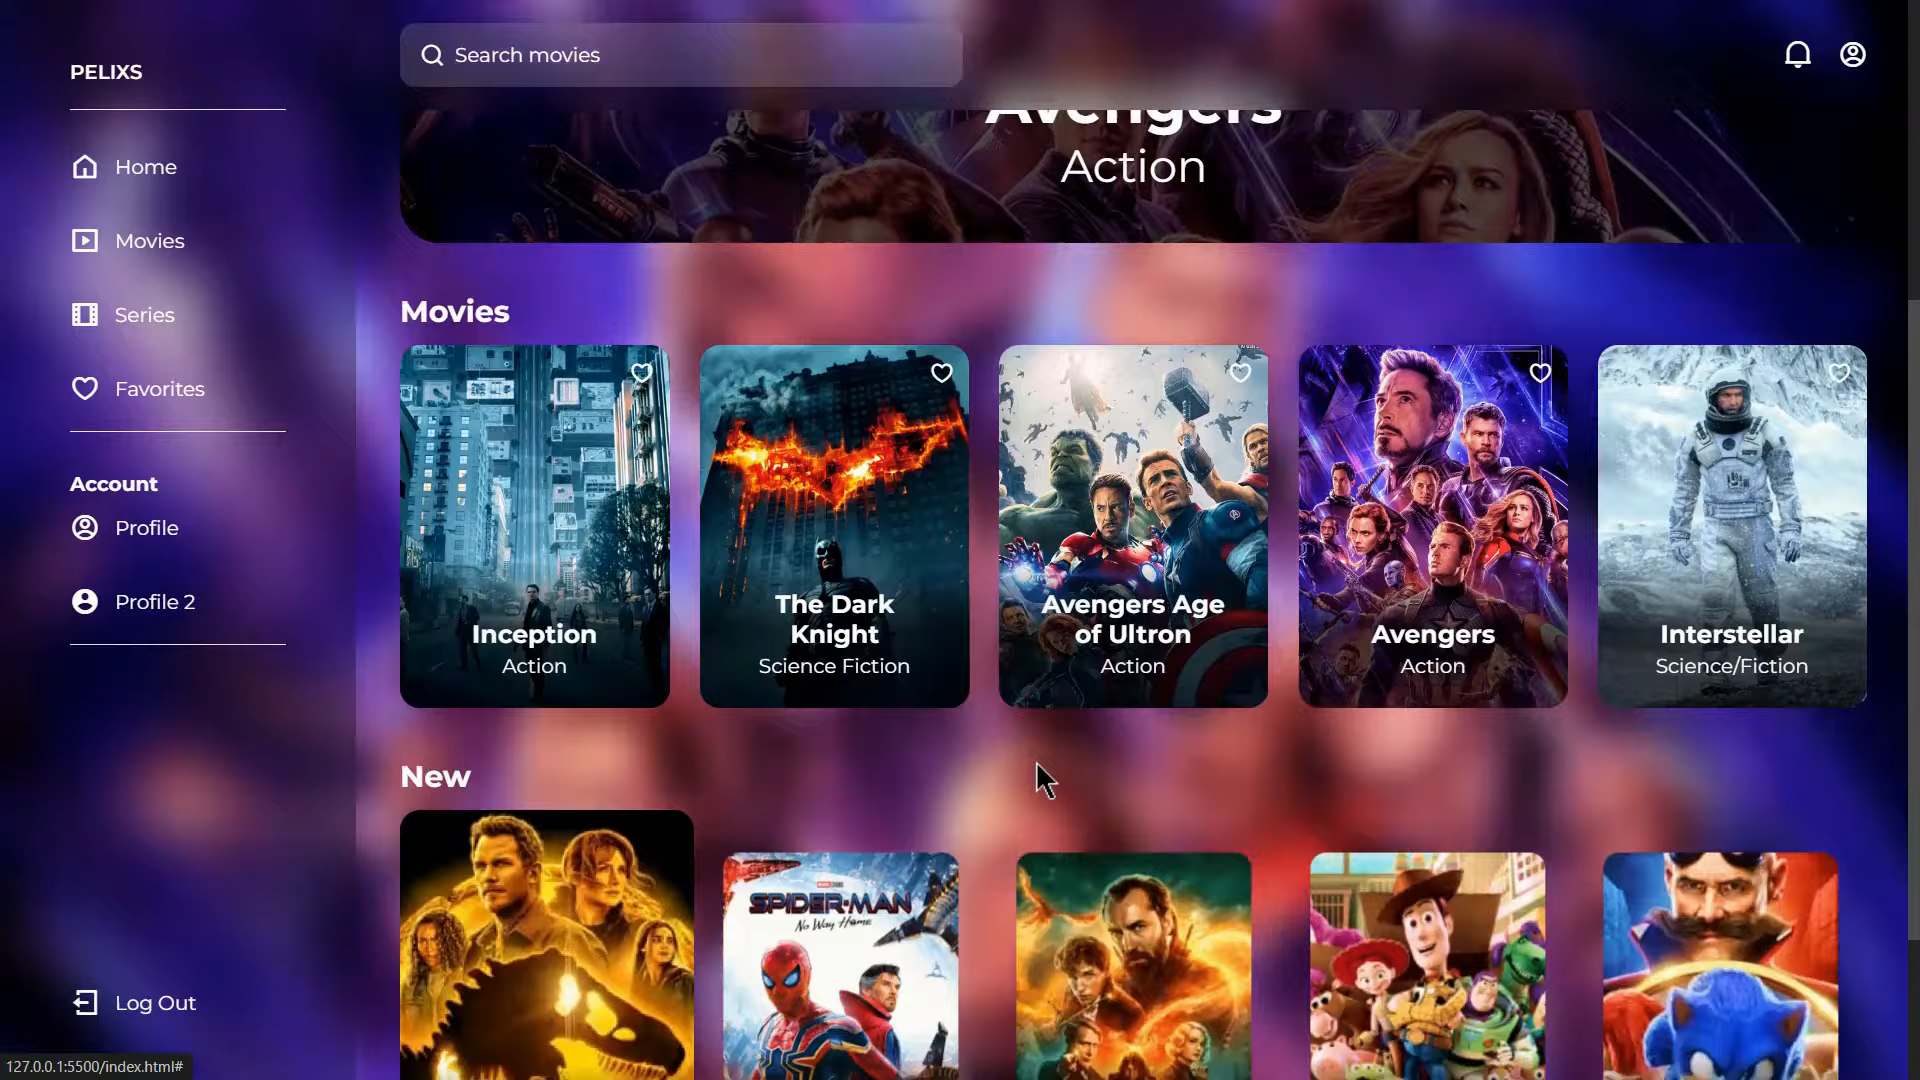 PELIXS
Search movies
Avengers
Action
Home
Movies
Series
Favorites
Account
Profile
Profile 2
Log Out
Movies
Inception
Action
The Dark
Knight
Science Fiction
Avengers Age
of Ultron
Action
Avengers
Action
Interstellar
Science/Fiction
New
SPIDER-MAN
No Way Home
127.0.0.1:5500/index.html#